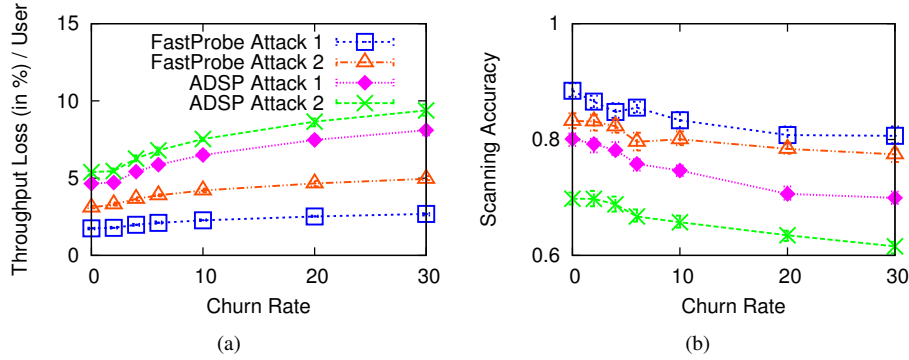 15
10
5
0
Throughput Loss (in %) / User
FastProbe Attack 1
FastProbe Attack 2
ADSP Attack 1
ADSP Attack 2
0 10 20 30
Churn Rate
(a)
1
0.8
0.6
Scanning Accuracy
0 10 20 30
Churn Rate
(b)